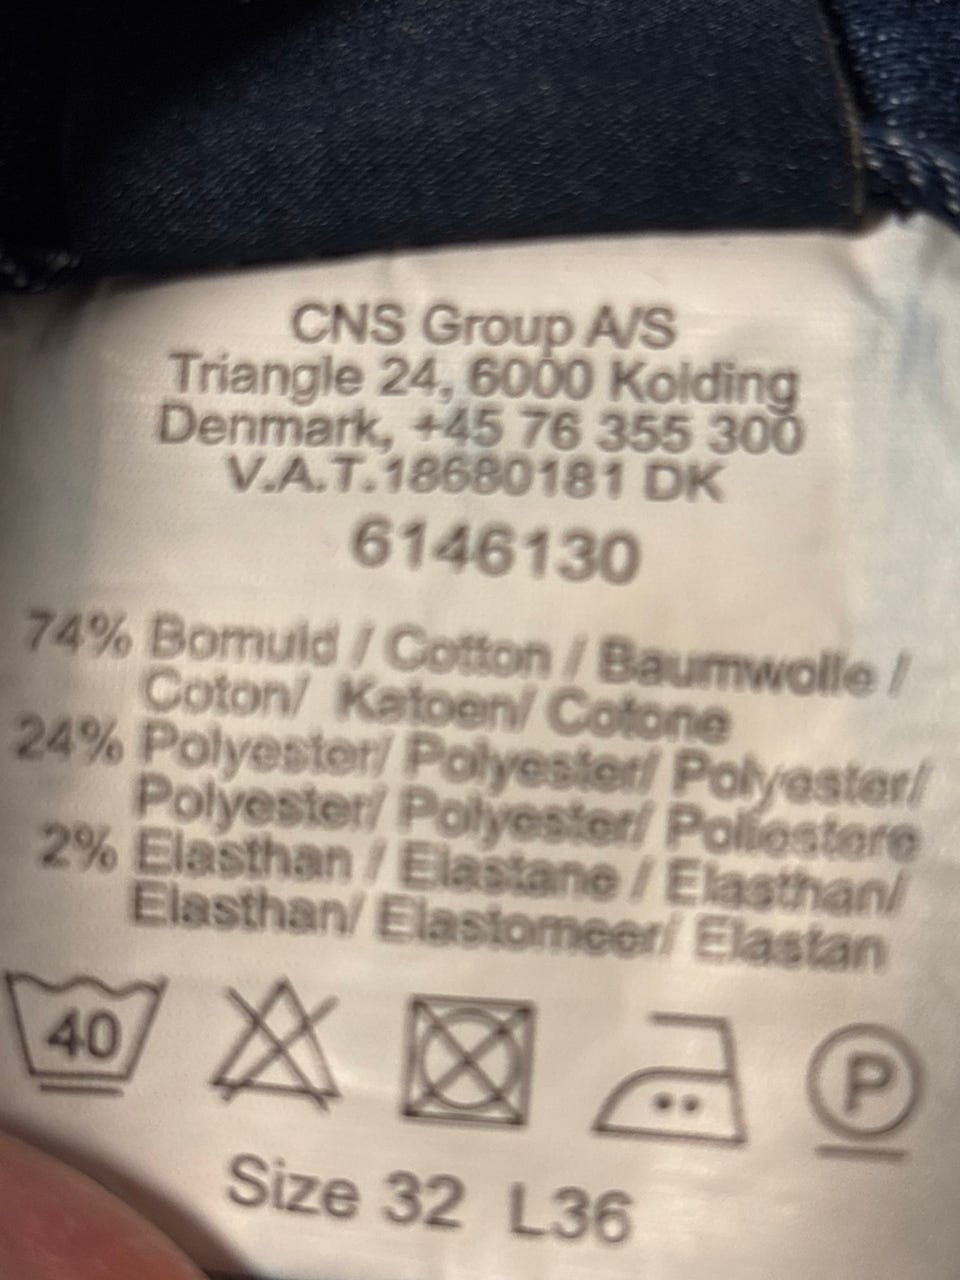 CNS Group A/S
Triangle 24, 6000 Kolding
Denmark, +45 76 355 300
V.A.T.18680181 DK
6146130
74% Bomuld / Cotton / Baumwolle /
Coton/ Katoen/ Cotone
24% Polyester/ Polyester/ Polyester/
Polyester/ Polyester/ Poliestere
2% Elasthan / Elastane / Elasthan/
Elasthan/ Elastomeer/ Elastan
40
P
Size 32 L36